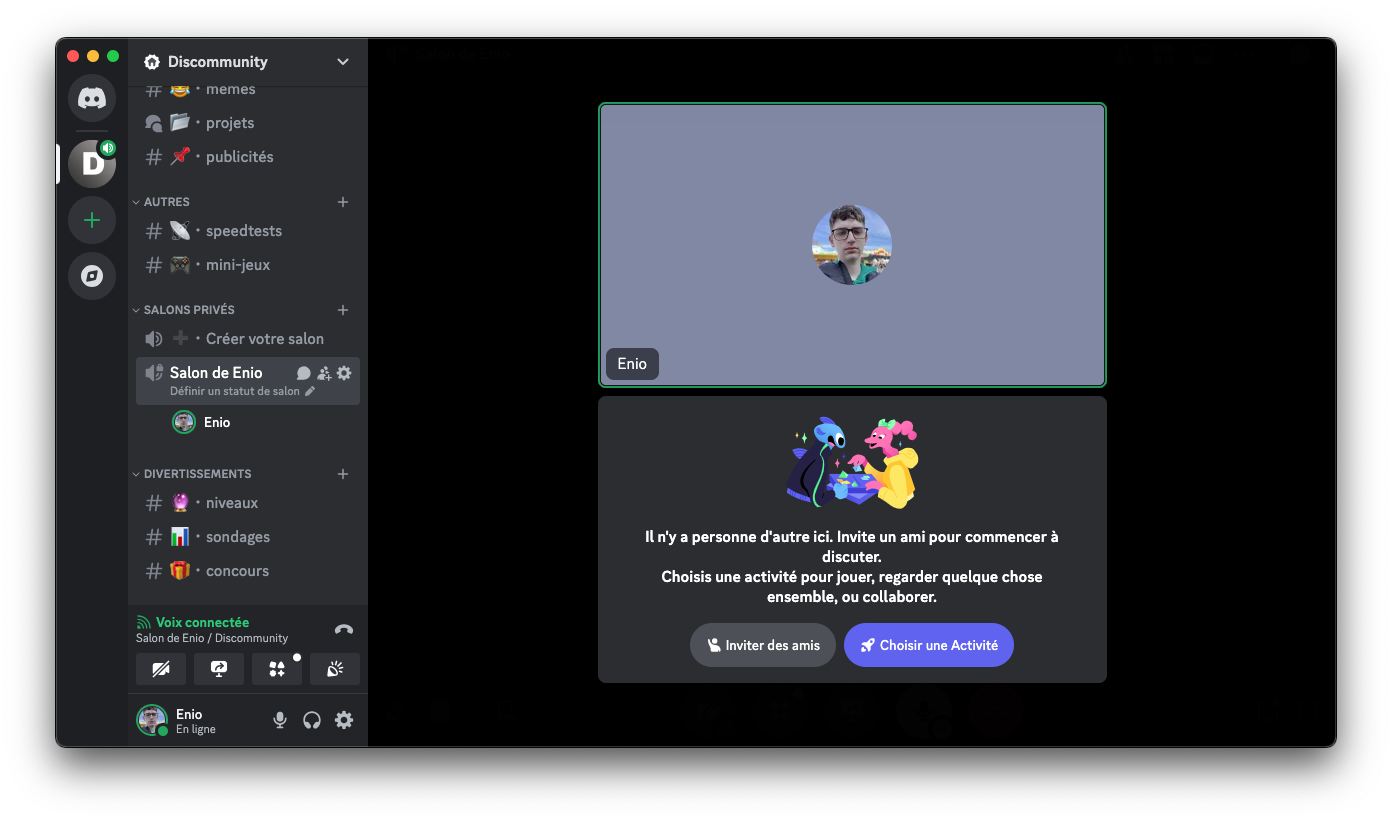 Discommunity
memes
projets
publicités
AUTRES
speedtests
mini-jeux
SALONS PRIVÉS
Créer votre salon
Salon de Enio
Définir un statut de salon
Enio
DIVERTISSEMENTS
niveaux
sondages
concours
Voix connectée
Salon de Enio / Discommunity
Enio
En ligne
D
Enio
Il n'y a personne d'autre ici. Invite un ami pour commencer à
discuter.
Choisis une activité pour jouer, regarder quelque chose
ensemble, ou collaborer.
Inviter des amis
Choisir une Activité